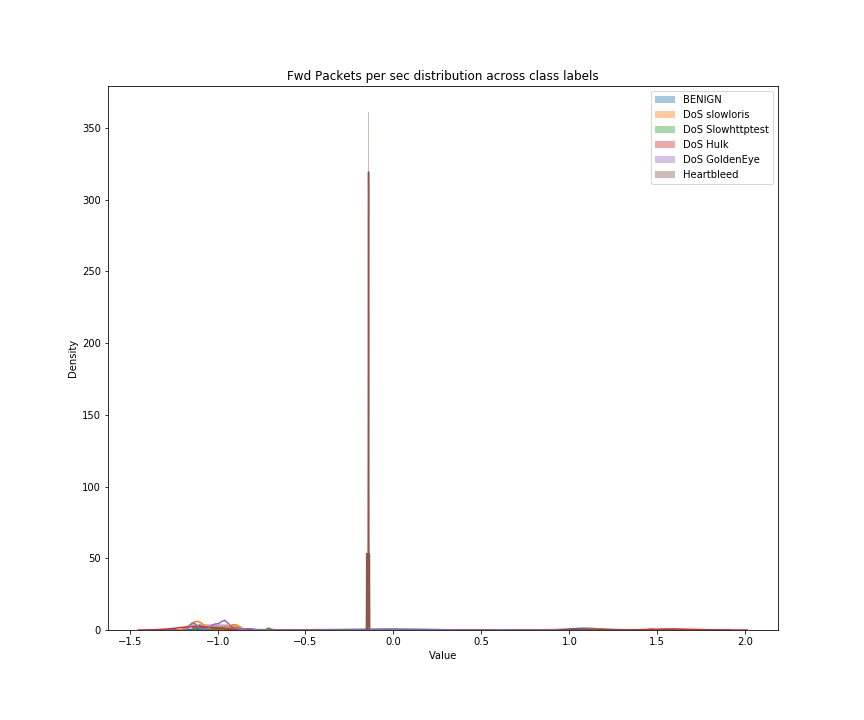 Fwd Packets per sec distribution across class labels
BENIGN
DoS slowloris
DoS Slowhttptest
DoS Hulk
DoS GoldenEye
Heartbleed
350
300
250
200
150
100
50
0
Density
−1.5 −1.0 −0.5 0.0 0.5 1.0 1.5 2.0
Value